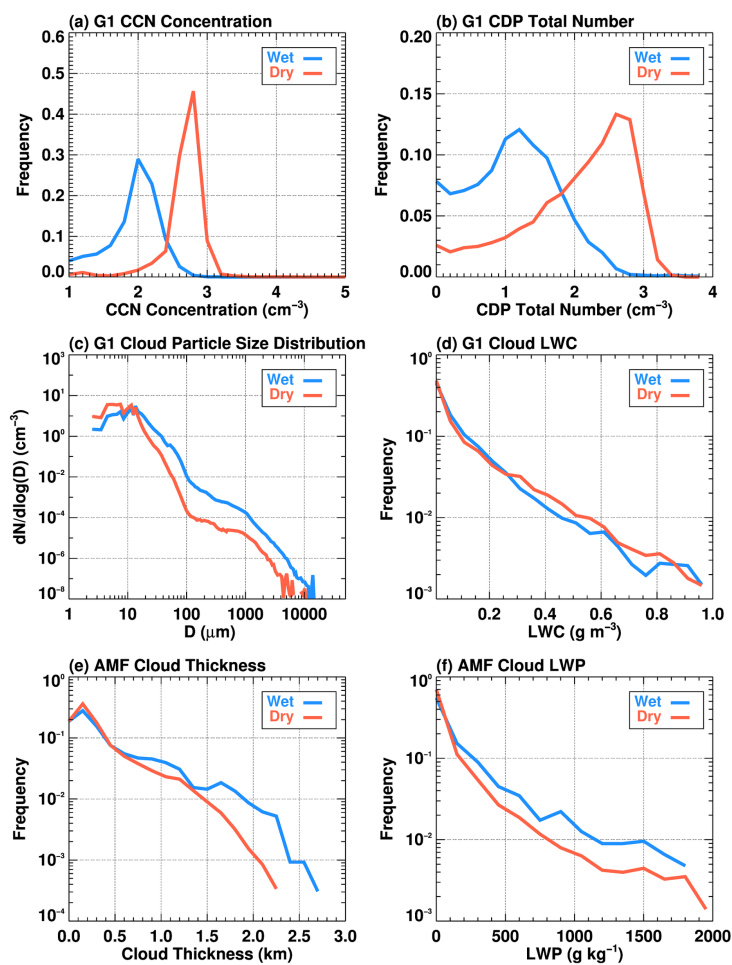 (a) G1 CCN Concentration
0.6
0.5
0.4
0.3
0.2
0.1
0.0
Frequency
Wet
Dry
1 2 3 4 5
CCN Concentration (cm⁻³)
(b) G1 CDP Total Number
0.20
0.15
0.10
0.05
0.00
Frequency
Wet
Dry
0 1 2 3 4
CDP Total Number (cm⁻³)
(c) G1 Cloud Particle Size Distribution
10³
10¹
10⁰
10⁻²
10⁻⁴
10⁻⁶
10⁻⁸
dN/dlog(D) (cm⁻³)
Wet
Dry
1 10 100 1000 10000
D (μm)
(d) G1 Cloud LWC
10⁰
10⁻¹
10⁻²
10⁻³
Frequency
Wet
Dry
0.2 0.4 0.6 0.8 1.0
LWC (g m⁻³)
(e) AMF Cloud Thickness
10⁰
10⁻¹
10⁻²
10⁻³
10⁻⁴
Frequency
Wet
Dry
0.0 0.5 1.0 1.5 2.0 2.5 3.0
Cloud Thickness (km)
(f) AMF Cloud LWP
10⁰
10⁻¹
10⁻²
10⁻³
Frequency
Wet
Dry
0 500 1000 1500 2000
LWP (g kg⁻¹)